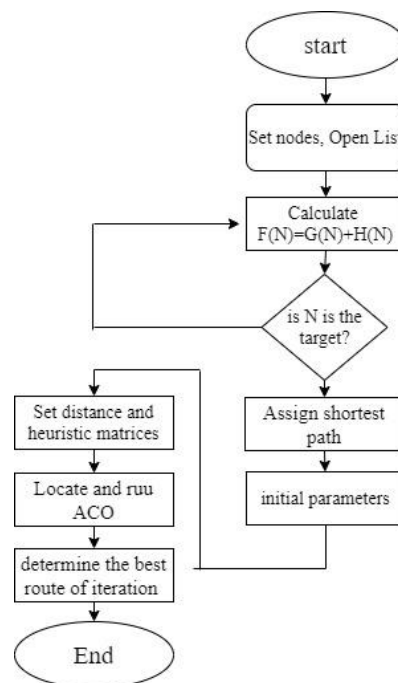 start
Set nodes, Open List
Calculate
F(N)=G(N)+H(N)
is N is the
target?
Assign shortest
path
initial parameters
Set distance and
heuristic matrices
Locate and ruu
ACO
determine the best
route of iteration
End